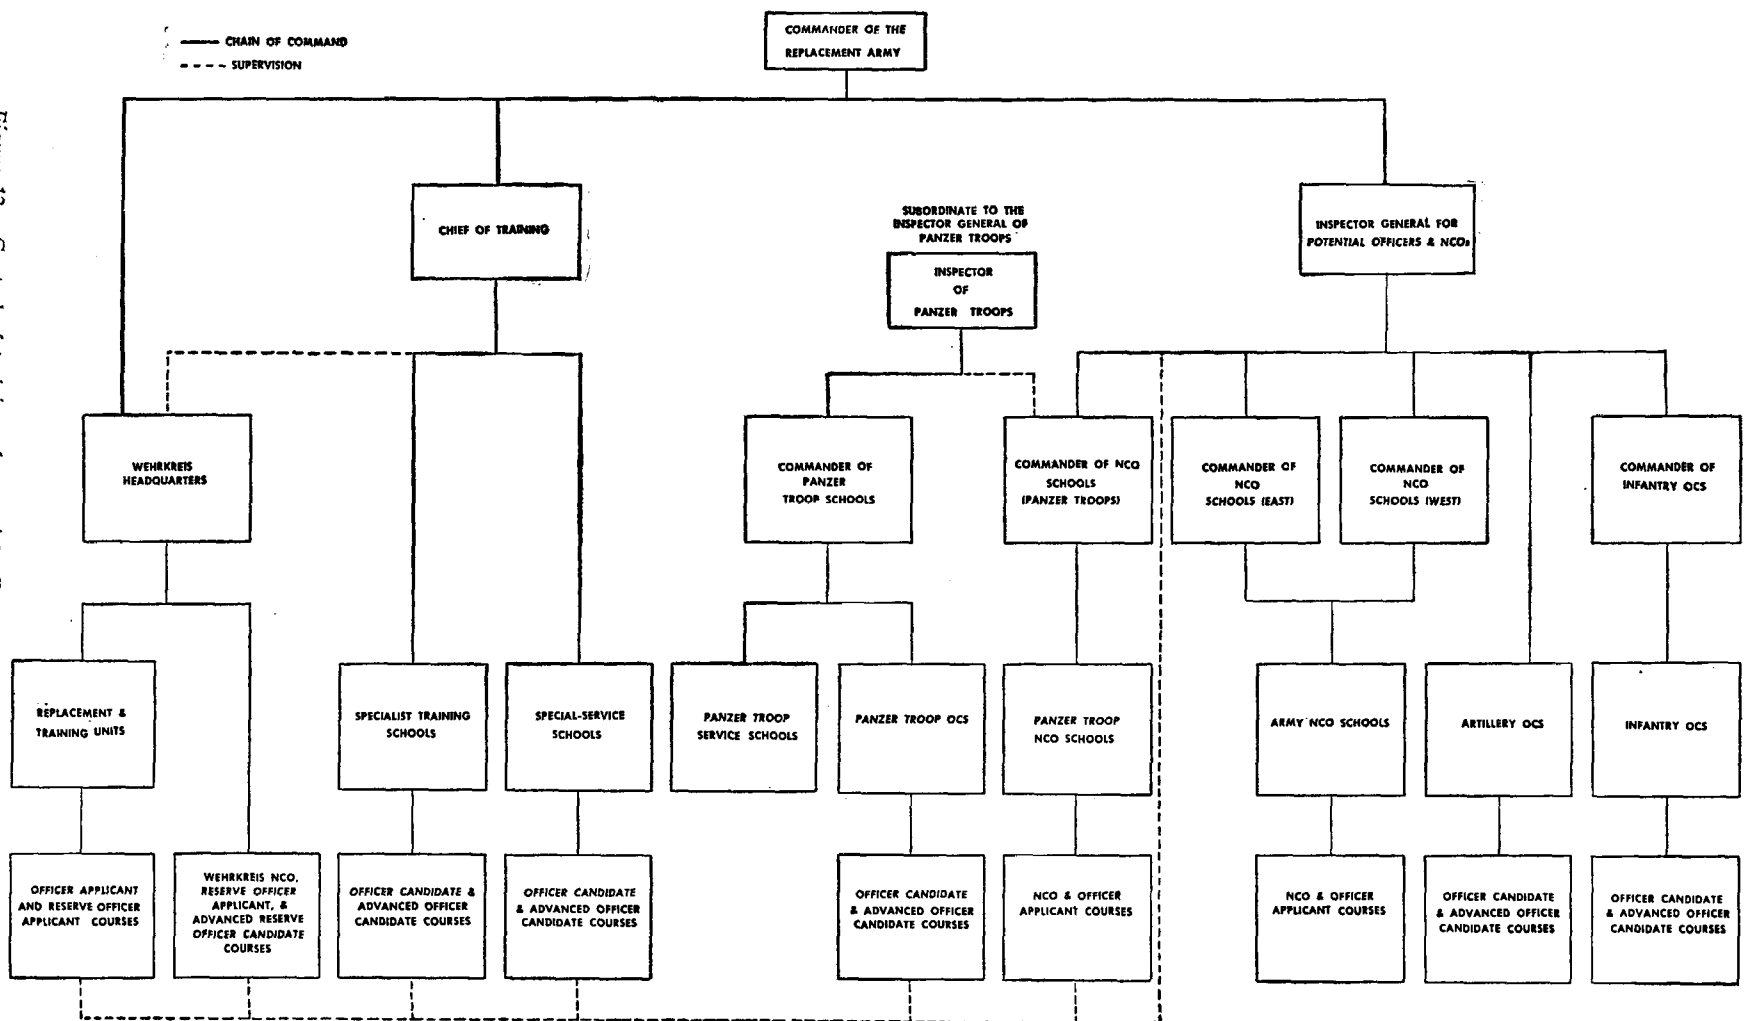 COMMANDER OF THE
REPLACEMENT ARMY
CHAIN OF COMMAND
SUPERVISION
CHIEF OF TRAINING
SUBORDINATE TO THE
INSPECTOR GENERAL OF
PANZER TROOPS
INSPECTOR
OF
PANZER TROOPS
INSPECTOR GENERAL FOR
POTENTIAL OFFICERS & NCOs
WEHRKREIS
HEADQUARTERS
COMMANDER OF
PANZER
TROOP SCHOOLS
COMMANDER OF NCO
SCHOOLS
(PANZER TROOPS)
COMMANDER OF
NCO
SCHOOLS (EAST)
COMMANDER OF
NCO
SCHOOLS (WEST)
COMMANDER OF
INFANTRY OCS
REPLACEMENT &
TRAINING UNITS
SPECIALIST TRAINING
SCHOOLS
SPECIAL-SERVICE
SCHOOLS
PANZER TROOP
SERVICE SCHOOLS
PANZER TROOP OCS
PANZER TROOP
NCO SCHOOLS
ARMY NCO SCHOOLS
ARTILLERY OCS
INFANTRY OCS
OFFICER APPLICANT
AND RESERVE OFFICER
APPLICANT COURSES
WEHRKREIS NCO,
RESERVE OFFICER
APPLICANT, &
ADVANCED RESERVE
OFFICER CANDIDATE
COURSES
OFFICER CANDIDATE &
ADVANCED OFFICER
CANDIDATE COURSES
OFFICER CANDIDATE
& ADVANCED OFFICER
CANDIDATE COURSES
OFFICER CANDIDATE
& ADVANCED OFFICER
CANDIDATE COURSES
NCO & OFFICER
APPLICANT COURSES
NCO & OFFICER
APPLICANT COURSES
OFFICER CANDIDATE
& ADVANCED OFFICER
CANDIDATE COURSES
OFFICER CANDIDATE
& ADVANCED OFFICER
CANDIDATE COURSES